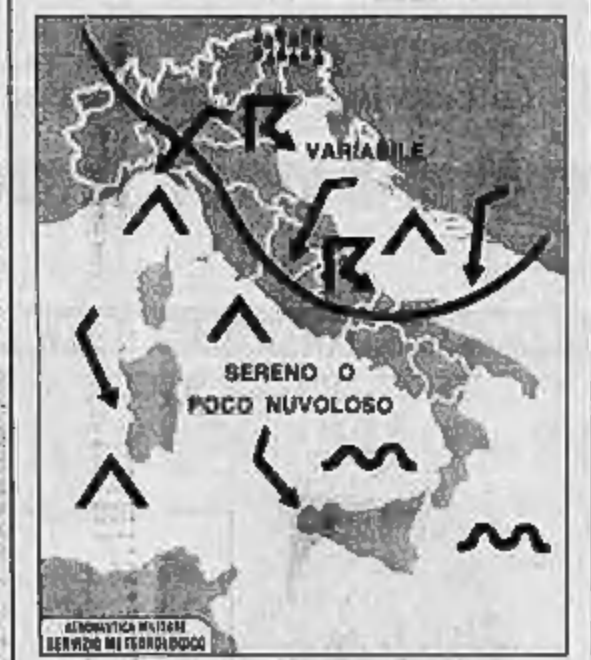 VARIABILE
SERENO O
POCO NUVOLOSO
AERONAUTICA MILITARE
SERVIZIO METEOROLOGICO